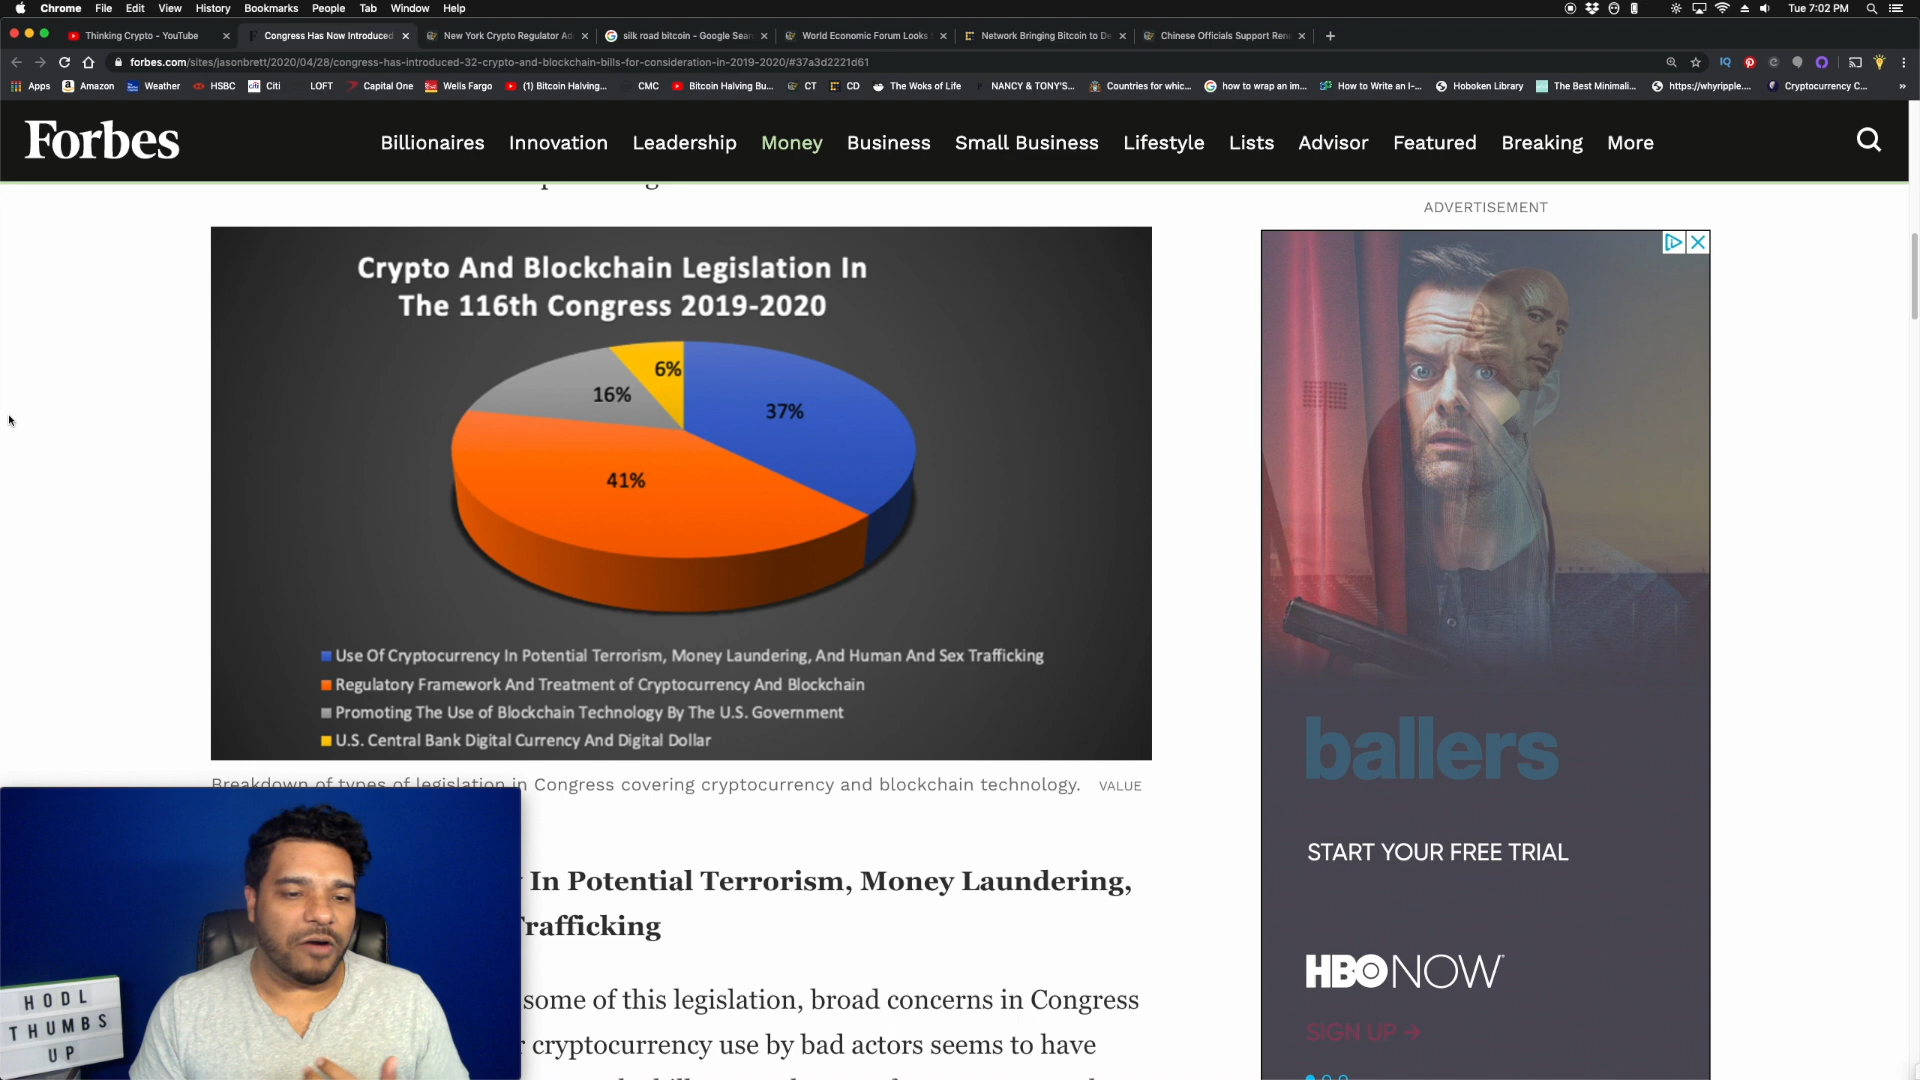 Chrome File Edit View History Bookmarks People Tab Window Help Tue 7:02 PM
Thinking Crypto - YouTube Congress Has Now Introduced New York Crypto Regulator Ad silk road bitcoin - Google Sear World Economic Forum Looks Network Bringing Bitcoin to De Chinese Officials Support Ren
forbes.com/sites/jasonbrett/2020/04/28/congress-has-introduced-32-crypto-and-blockchain-bills-for-consideration-in-2019-2020/#37a3d2221d61
Apps Amazon Weather HSBC Citi LOFT Capital One Wells Fargo (1) Bitcoin Halving... CMC Bitcoin Halving Bu... CT CD The Woks of Life NANCY & TONY'S... Countries for whic... how to wrap an im... How to Write an I-... Hoboken Library The Best Minimali... https://whyripple.... Cryptocurrency C...
Forbes Billionaires Innovation Leadership Money Business Small Business Lifestyle Lists Advisor Featured Breaking More
ADVERTISEMENT
Crypto And Blockchain Legislation In
The 116th Congress 2019-2020
6%
16%
37%
41%
Use Of Cryptocurrency In Potential Terrorism, Money Laundering, And Human And Sex Trafficking
Regulatory Framework And Treatment of Cryptocurrency And Blockchain
Promoting The Use of Blockchain Technology By The U.S. Government
U.S. Central Bank Digital Currency And Digital Dollar
Breakdown of types of legislation in Congress covering cryptocurrency and blockchain technology. VALUE
In Potential Terrorism, Money Laundering,
Trafficking
some of this legislation, broad concerns in Congress
cryptocurrency use by bad actors seems to have
HODL
THUMBS
UP
ballers
START YOUR FREE TRIAL
HBO NOW
SIGN UP →